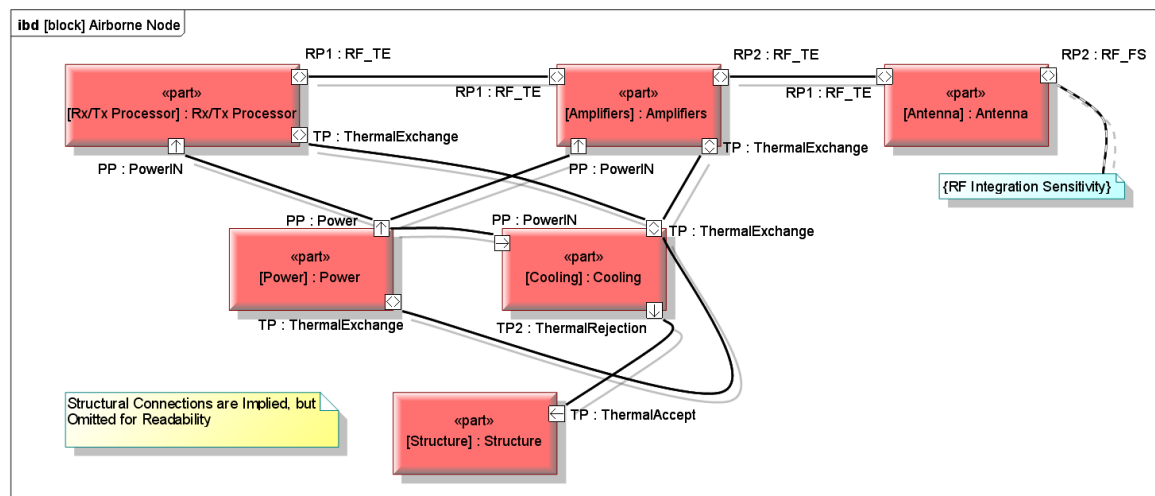 ibd [block] Airborne Node
RP1 : RF_TE
RP2 : RF_TE
RP2 : RF_FS
«part»
[Rx/Tx Processor] : Rx/Tx Processor
RP1 : RF_TE
«part»
[Amplifiers] : Amplifiers
RP1 : RF_TE
«part»
[Antenna] : Antenna
TP : ThermalExchange
TP : ThermalExchange
PP : PowerIN
PP : PowerIN
{RF Integration Sensitivity}
PP : Power
PP : PowerIN
TP : ThermalExchange
«part»
[Power] : Power
«part»
[Cooling] : Cooling
TP : ThermalExchange
TP2 : ThermalRejection
Structural Connections are Implied, but
Omitted for Readability
«part»
[Structure] : Structure
TP : ThermalAccept